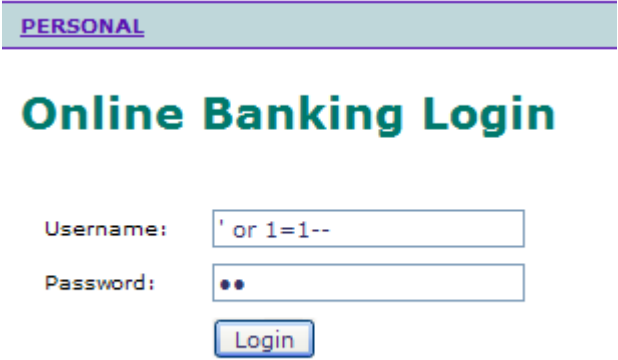 PERSONAL
Online Banking Login
Username: ' or 1=1--
Password: ●●
Login